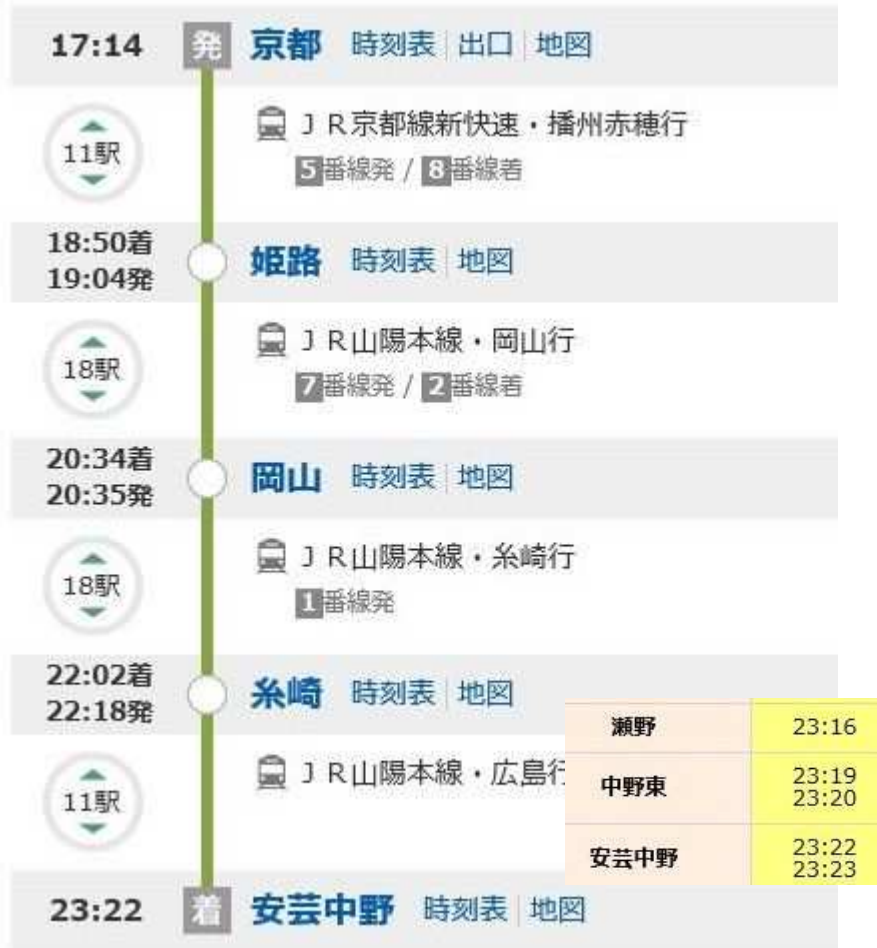 17:14 発 京都 時刻表 出口 地図
11駅
JR京都線新快速・播州赤穂行
5番線発 / 8番線着
18:50着
19:04発
姫路 時刻表 地図
18駅
JR山陽本線・岡山行
7番線発 / 2番線着
20:34着
20:35発
岡山 時刻表 地図
18駅
JR山陽本線・糸崎行
1番線発
22:02着
22:18発
糸崎 時刻表 地図
11駅
JR山陽本線・広島行
瀬野 23:16
中野東 23:19
23:20
安芸中野 23:22
23:23
23:22 着 安芸中野 時刻表 地図